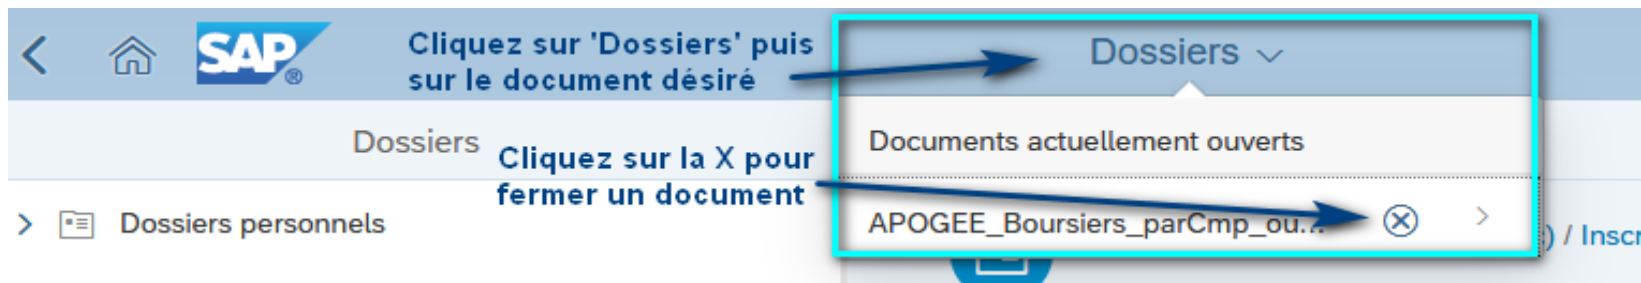 SAP®
Cliquez sur 'Dossiers' puis
sur le document désiré
Dossiers
Dossiers
Cliquez sur la X pour
fermer un document
Documents actuellement ouverts
Dossiers personnels
APOGEE_Boursiers_parCmp_ou...
) / Inscr